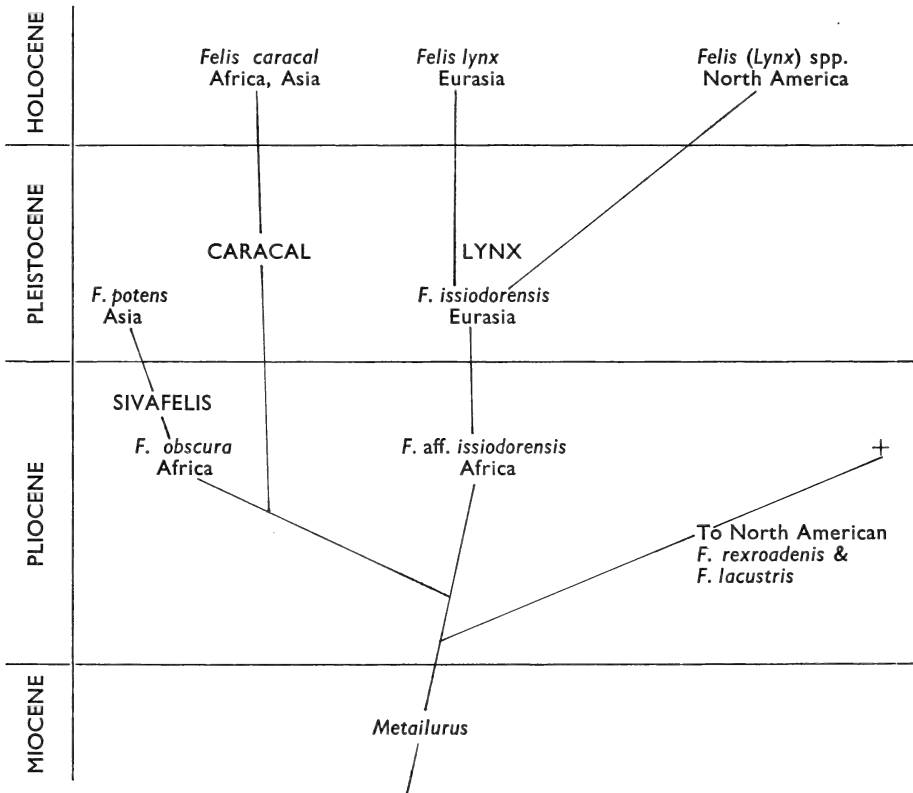 HOLOCENE
Felis caracal
Africa, Asia
Felis lynx
Eurasia
Felis (Lynx) spp.
North America
PLEISTOCENE
CARACAL
LYNX
F. potens
Asia
F. issiodorensis
Eurasia
PLIOCENE
SIVAFELIS
F. obscura
Africa
F. aff. issiodorensis
Africa
+
To North American
F. rexroadenis &
F. lacustris
MIOCENE
Metailurus